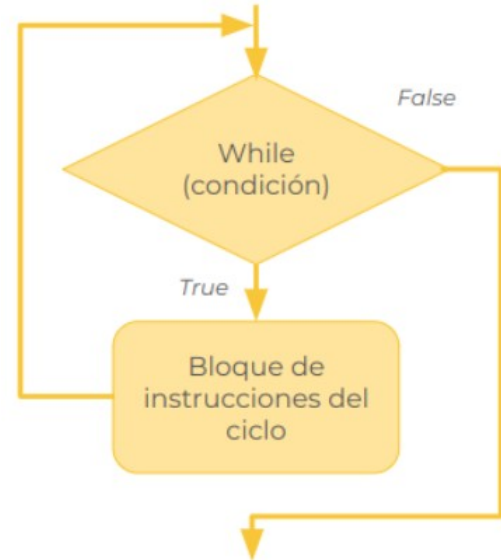 False
While
(condición)
True
Bloque de
instrucciones del
ciclo